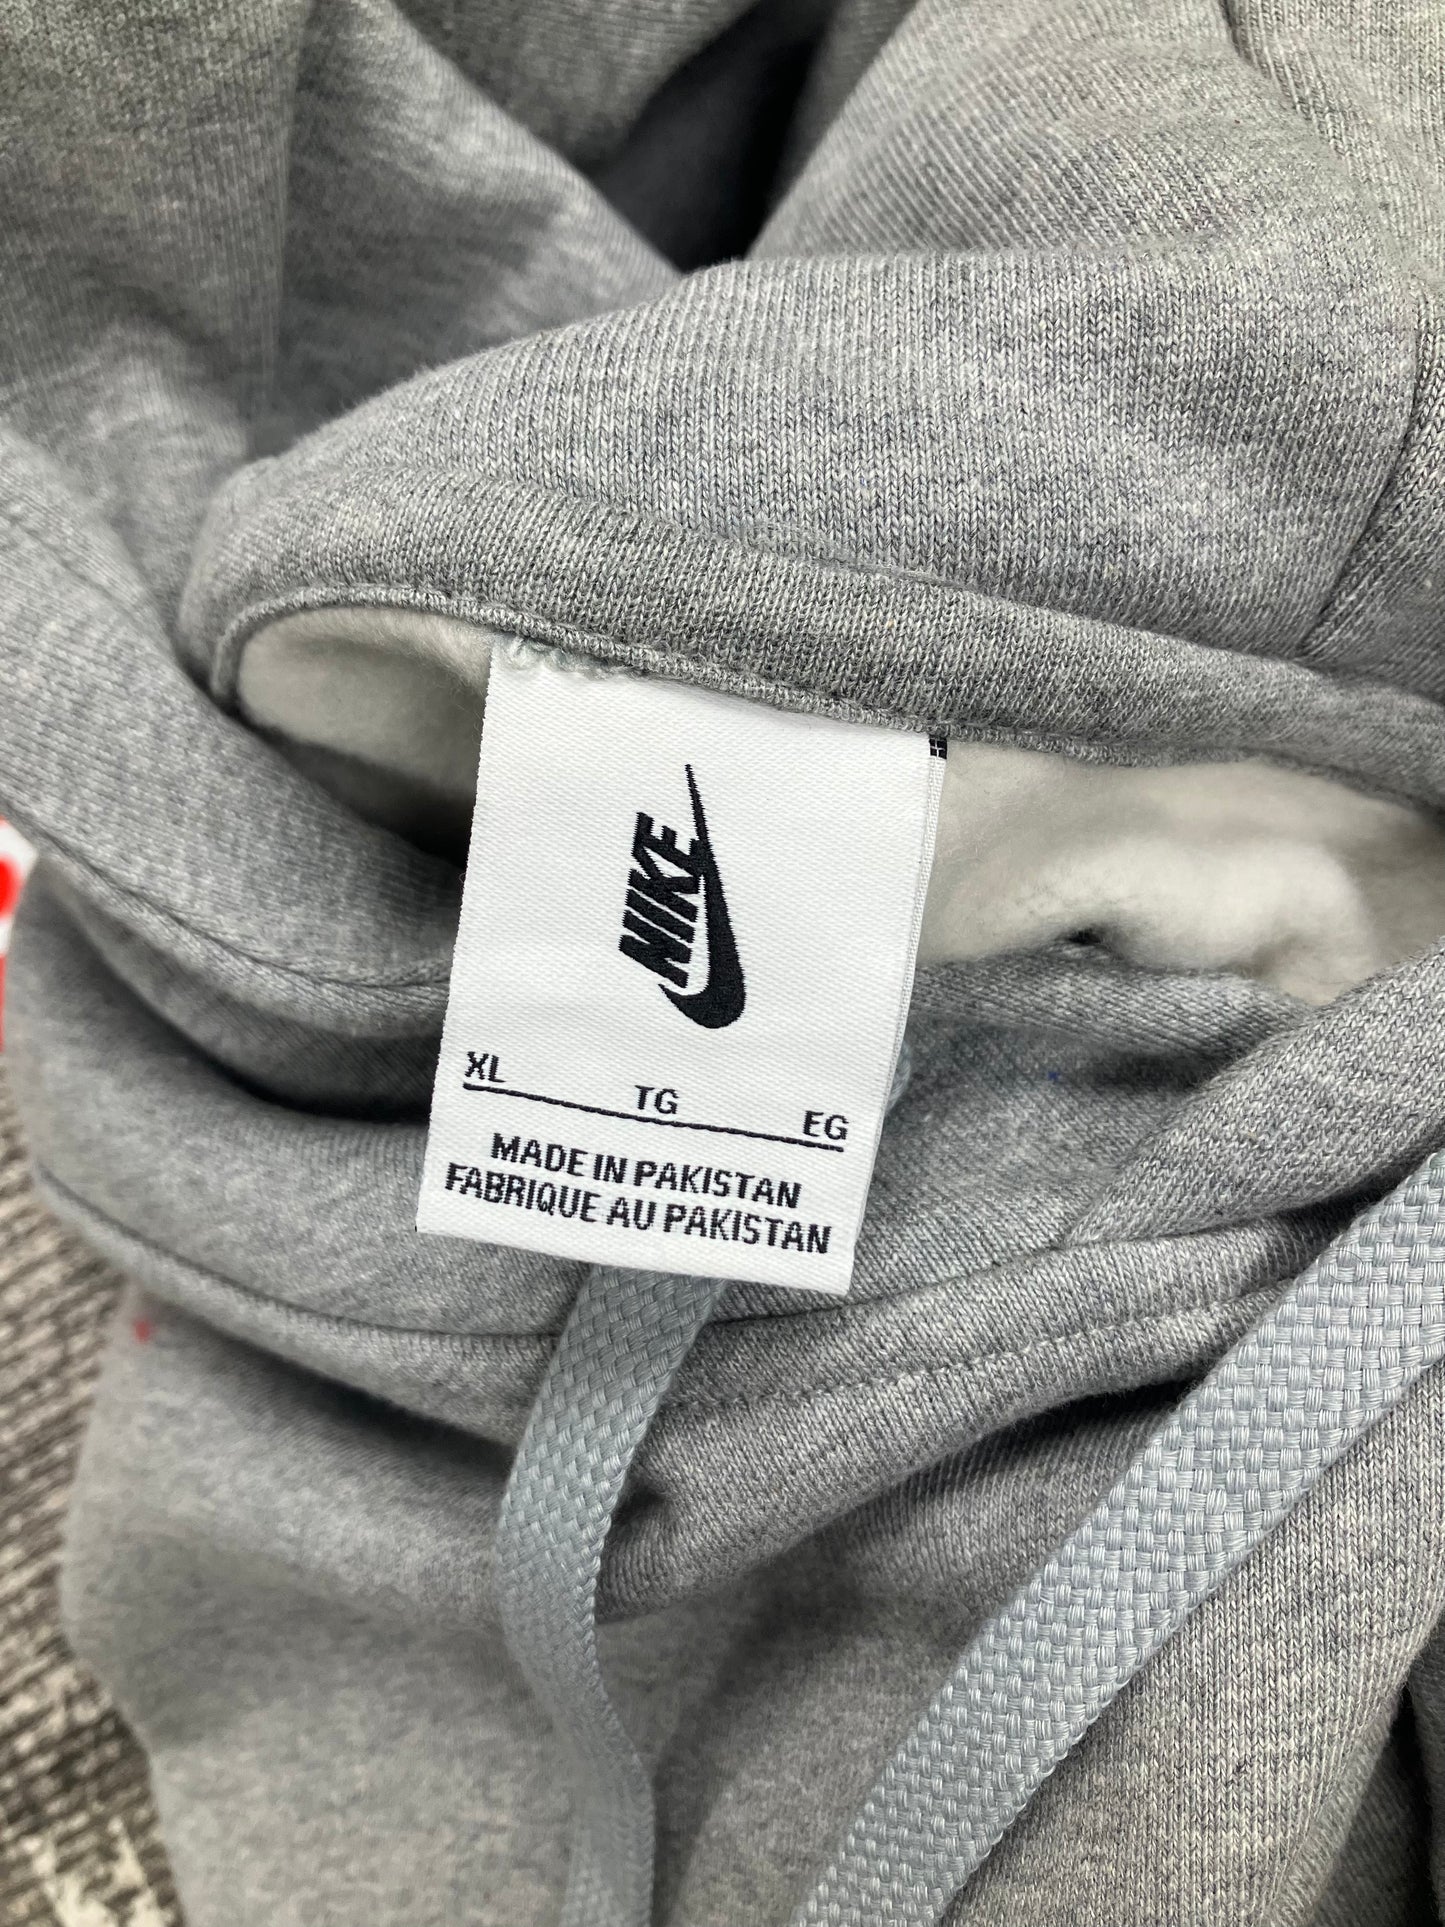 NIKE
XL TG EG
MADE IN PAKISTAN
FABRIQUE AU PAKISTAN